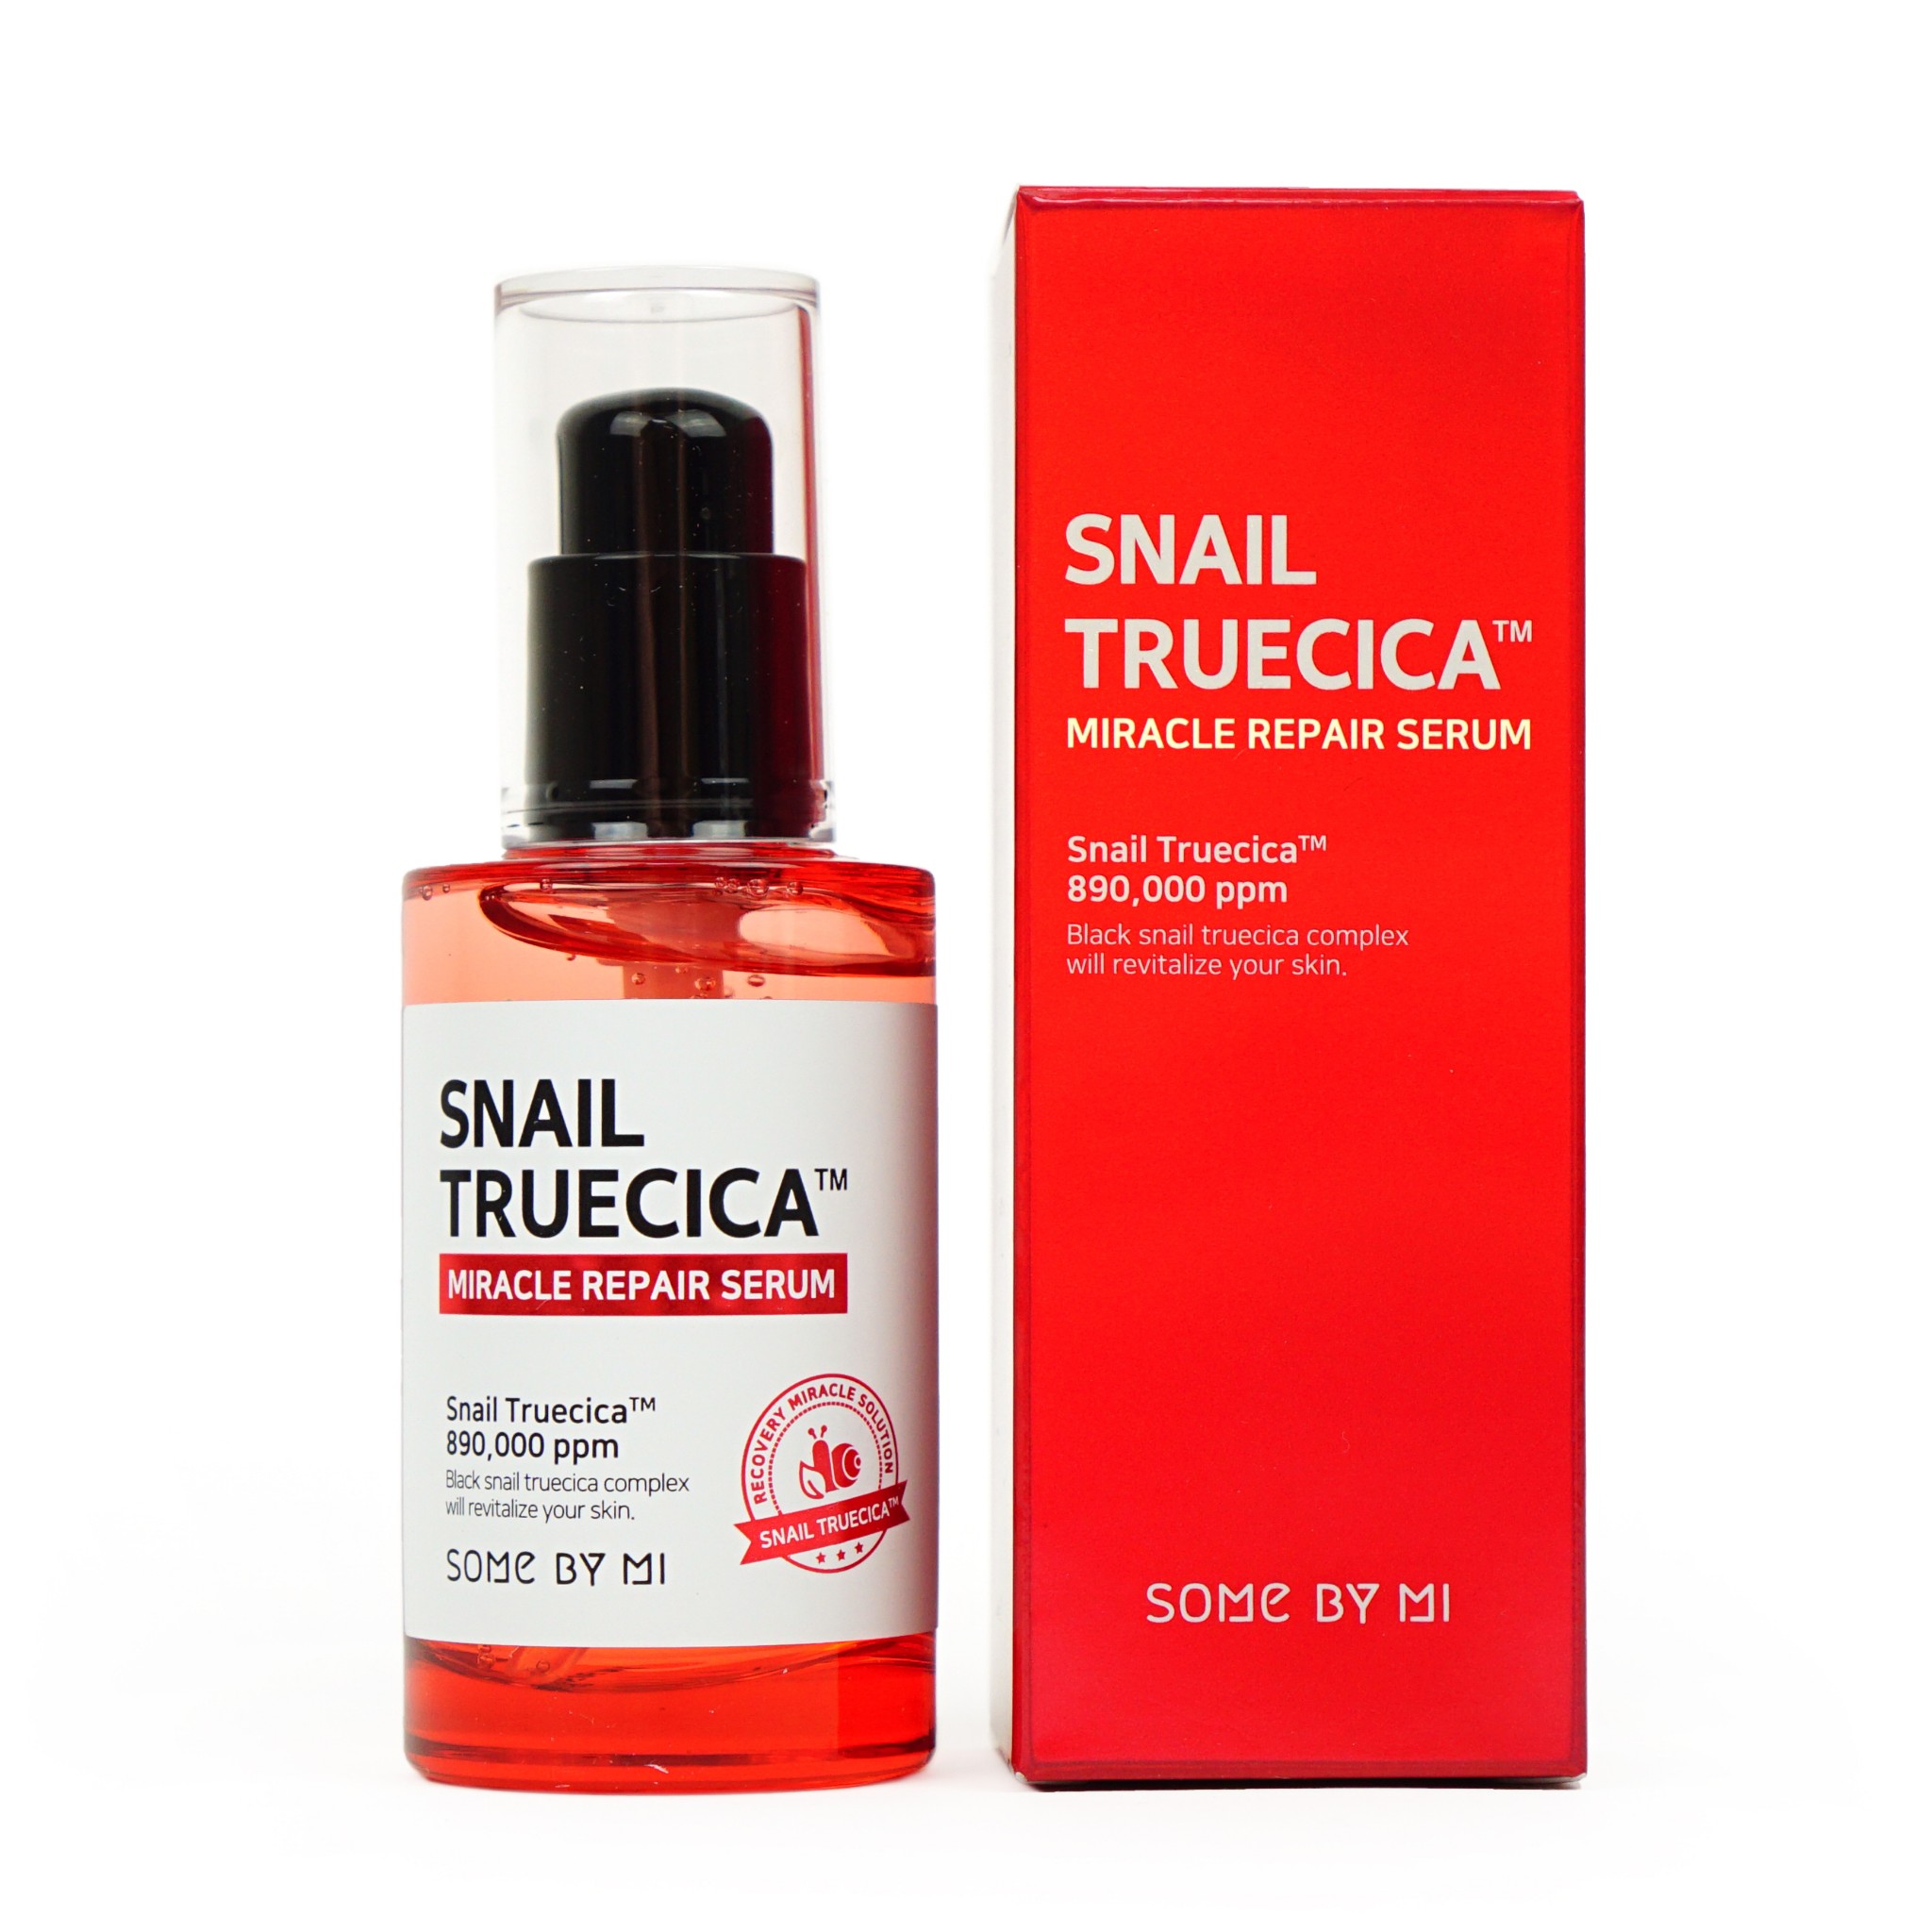 SNAIL
TRUECICA™
MIRACLE REPAIR SERUM
Snail Truecica™
890,000 ppm
Black snail truecica complex
will revitalize your skin.
SOME BY MI
RECOVERY MIRACLE SOLUTION
SNAIL TRUECICA™
SNAIL
TRUECICA™
MIRACLE REPAIR SERUM
Snail Truecica™
890,000 ppm
Black snail truecica complex
will revitalize your skin.
SOME BY MI